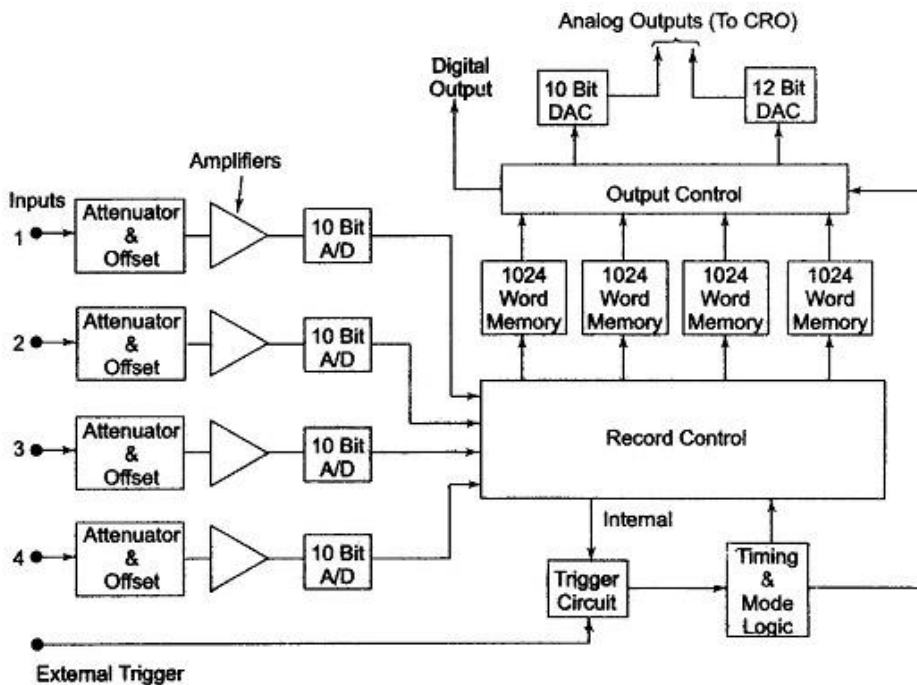 Analog Outputs (To CRO)
Digital
Output
10 Bit
DAC
12 Bit
DAC
Amplifiers
Output Control
Inputs
1
Attenuator
&
Offset
10 Bit
A/D
1024
Word
Memory
1024
Word
Memory
1024
Word
Memory
1024
Word
Memory
2
Attenuator
&
Offset
10 Bit
A/D
Record Control
3
Attenuator
&
Offset
10 Bit
A/D
4
Attenuator
&
Offset
10 Bit
A/D
Internal
Trigger
Circuit
Timing
&
Mode
Logic
External Trigger